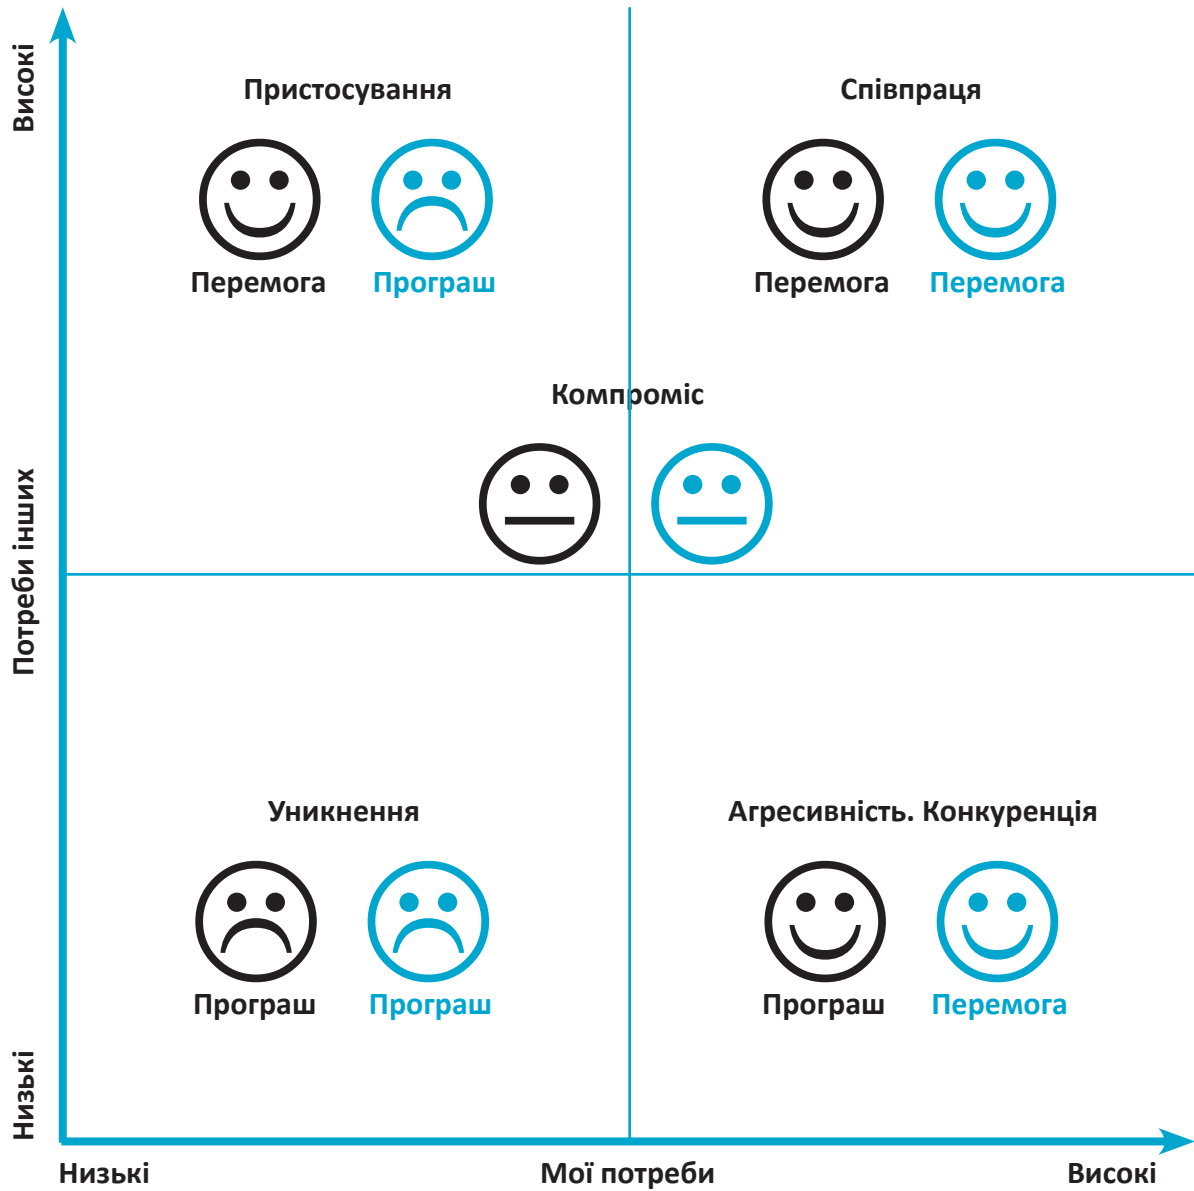 Високі
Пристосування
Співпраця
Перемога
Програш
Перемога
Перемога
Компроміс
Потреби інших
Уникнення
Агресивність. Конкуренція
Програш
Програш
Програш
Перемога
Низькі
Низькі
Мої потреби
Високі